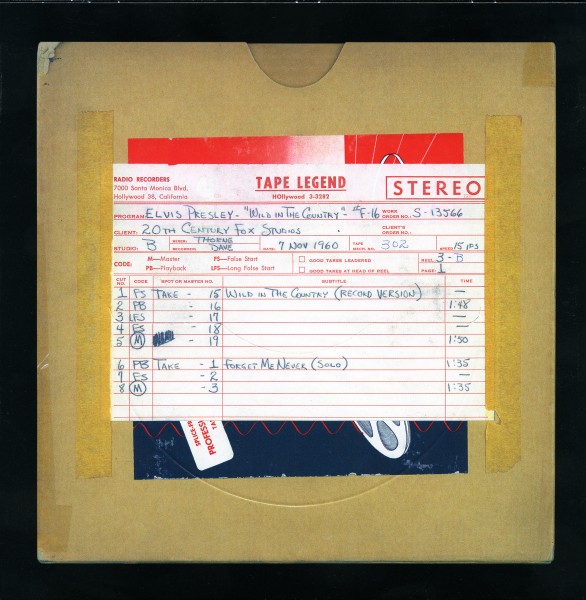 RADIO RECORDERS
7000 Santa Monica Blvd.
Hollywood 38, California
TAPE LEGEND
HOllywood 3-3282
STEREO
PROGRAM: ELVIS PRESLEY - "WILD IN THE COUNTRY" - #F-16 WORK ORDER NO.: S-13566
CLIENT: 20TH CENTURY FOX STUDIOS CLIENT'S ORDER NO.:
STUDIO: B MIXER: THORNE RECORDER: DAVE DATE: 7 NOV 1960 TAPE MACH. NO. 302 15 IPS
CODE: M—Master FS—False Start GOOD TAKES LEADERED REEL 3-B
PB—Playback LFS—Long False Start GOOD TAKES AT HEAD OF REEL PAGE: 1
CUT NO. CODE SPOT OR MASTER NO. SUBTITLE TIME
1 FS TAKE - 15 WILD IN THE COUNTRY (RECORD VERSION) —
2 PB - 16 1:48
3 LFS - 17 —
4 FS - 18 —
5 M - 19 1:50
6 PB TAKE - 1 FORGET ME NEVER (SOLO) 1:35
7 FS - 2 —
8 M - 3 1:35
SPLICE-FR
PROFESSI